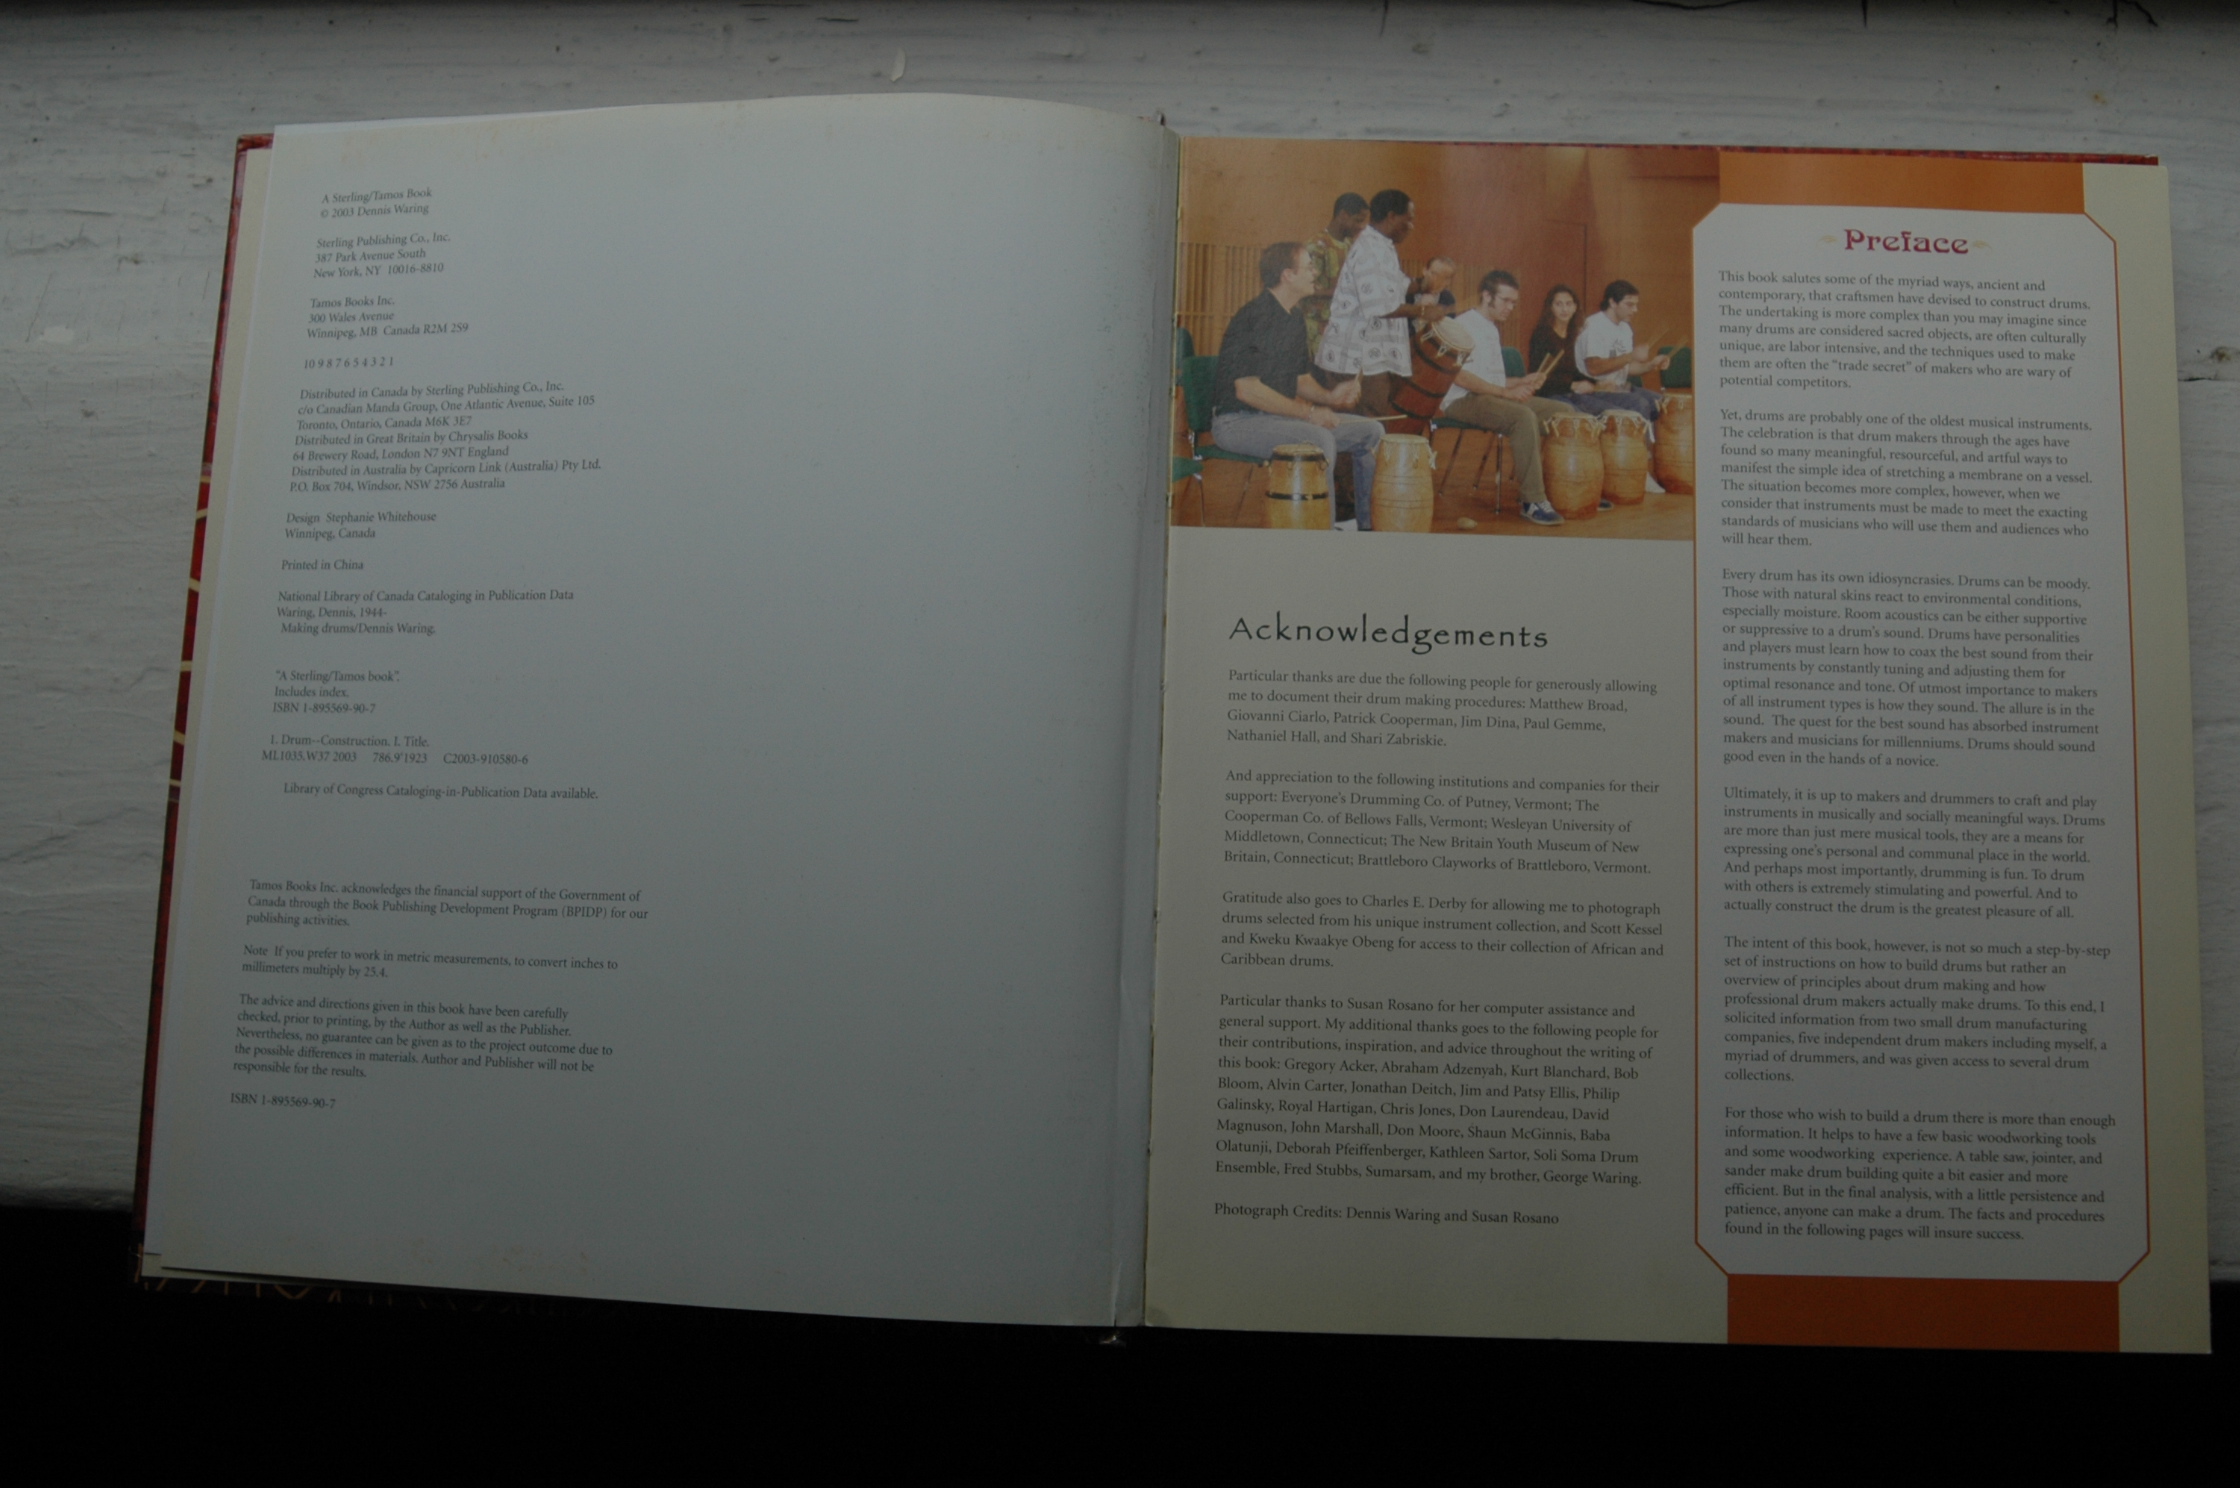 A Sterling/Tamos Book
© 2003 Dennis Waring
Sterling Publishing Co., Inc.
387 Park Avenue South
New York, NY 10016-8810
Tamos Books Inc.
300 Wales Avenue
Winnipeg, MB Canada R2M 2S9
10 9 8 7 6 5 4 3 2 1
Distributed in Canada by Sterling Publishing Co., Inc.
c/o Canadian Manda Group, One Atlantic Avenue, Suite 105
Toronto, Ontario, Canada M6K 3E7
Distributed in Great Britain by Chrysalis Books
64 Brewery Road, London N7 9NT England
Distributed in Australia by Capricorn Link (Australia) Pty Ltd.
P.O. Box 704, Windsor, NSW 2756 Australia
Design Stephanie Whitehouse
Winnipeg, Canada
Printed in China
National Library of Canada Cataloging in Publication Data
Waring, Dennis, 1944-
Making drums/Dennis Waring.
"A Sterling/Tamos book".
Includes index.
ISBN 1-895569-90-7
1. Drum--Construction. I. Title.
ML1035.W37 2003 786.9'1923 C2003-910580-6
Library of Congress Cataloging-in-Publication Data available.
Tamos Books Inc. acknowledges the financial support of the Government of
Canada through the Book Publishing Development Program (BPIDP) for our
publishing activities.
Note If you prefer to work in metric measurements, to convert inches to
millimeters multiply by 25.4.
The advice and directions given in this book have been carefully
checked, prior to printing, by the Author as well as the Publisher.
Nevertheless, no guarantee can be given as to the project outcome due to
the possible differences in materials. Author and Publisher will not be
responsible for the results.
ISBN 1-895569-90-7
Acknowledgements
Particular thanks are due the following people for generously allowing
me to document their drum making procedures: Matthew Broad,
Giovanni Ciarlo, Patrick Cooperman, Jim Dina, Paul Gemme,
Nathaniel Hall, and Shari Zabriskie.
And appreciation to the following institutions and companies for their
support: Everyone's Drumming Co. of Putney, Vermont; The
Cooperman Co. of Bellows Falls, Vermont; Wesleyan University of
Middletown, Connecticut; The New Britain Youth Museum of New
Britain, Connecticut; Brattleboro Clayworks of Brattleboro, Vermont.
Gratitude also goes to Charles E. Derby for allowing me to photograph
drums selected from his unique instrument collection, and Scott Kessel
and Kweku Kwaakye Obeng for access to their collection of African and
Caribbean drums.
Particular thanks to Susan Rosano for her computer assistance and
general support. My additional thanks goes to the following people for
their contributions, inspiration, and advice throughout the writing of
this book: Gregory Acker, Abraham Adzenyah, Kurt Blanchard, Bob
Bloom, Alvin Carter, Jonathan Deitch, Jim and Patsy Ellis, Philip
Galinsky, Royal Hartigan, Chris Jones, Don Laurendeau, David
Magnuson, John Marshall, Don Moore, Shaun McGinnis, Baba
Olatunji, Deborah Pfeiffenberger, Kathleen Sartor, Soli Soma Drum
Ensemble, Fred Stubbs, Sumarsam, and my brother, George Waring.
Photograph Credits: Dennis Waring and Susan Rosano
Preface
This book salutes some of the myriad ways, ancient and
contemporary, that craftsmen have devised to construct drums.
The undertaking is more complex than you may imagine since
many drums are considered sacred objects, are often culturally
unique, are labor intensive, and the techniques used to make
them are often the "trade secret" of makers who are wary of
potential competitors.
Yet, drums are probably one of the oldest musical instruments.
The celebration is that drum makers through the ages have
found so many meaningful, resourceful, and artful ways to
manifest the simple idea of stretching a membrane on a vessel.
The situation becomes more complex, however, when we
consider that instruments must be made to meet the exacting
standards of musicians who will use them and audiences who
will hear them.
Every drum has its own idiosyncrasies. Drums can be moody.
Those with natural skins react to environmental conditions,
especially moisture. Room acoustics can be either supportive
or suppressive to a drum's sound. Drums have personalities
and players must learn how to coax the best sound from their
instruments by constantly tuning and adjusting them for
optimal resonance and tone. Of utmost importance to makers
of all instrument types is how they sound. The allure is in the
sound. The quest for the best sound has absorbed instrument
makers and musicians for millenniums. Drums should sound
good even in the hands of a novice.
Ultimately, it is up to makers and drummers to craft and play
instruments in musically and socially meaningful ways. Drums
are more than just mere musical tools, they are a means for
expressing one's personal and communal place in the world.
And perhaps most importantly, drumming is fun. To drum
with others is extremely stimulating and powerful. And to
actually construct the drum is the greatest pleasure of all.
The intent of this book, however, is not so much a step-by-step
set of instructions on how to build drums but rather an
overview of principles about drum making and how
professional drum makers actually make drums. To this end, I
solicited information from two small drum manufacturing
companies, five independent drum makers including myself, a
myriad of drummers, and was given access to several drum
collections.
For those who wish to build a drum there is more than enough
information. It helps to have a few basic woodworking tools
and some woodworking experience. A table saw, jointer, and
sander make drum building quite a bit easier and more
efficient. But in the final analysis, with a little persistence and
patience, anyone can make a drum. The facts and procedures
found in the following pages will insure success.